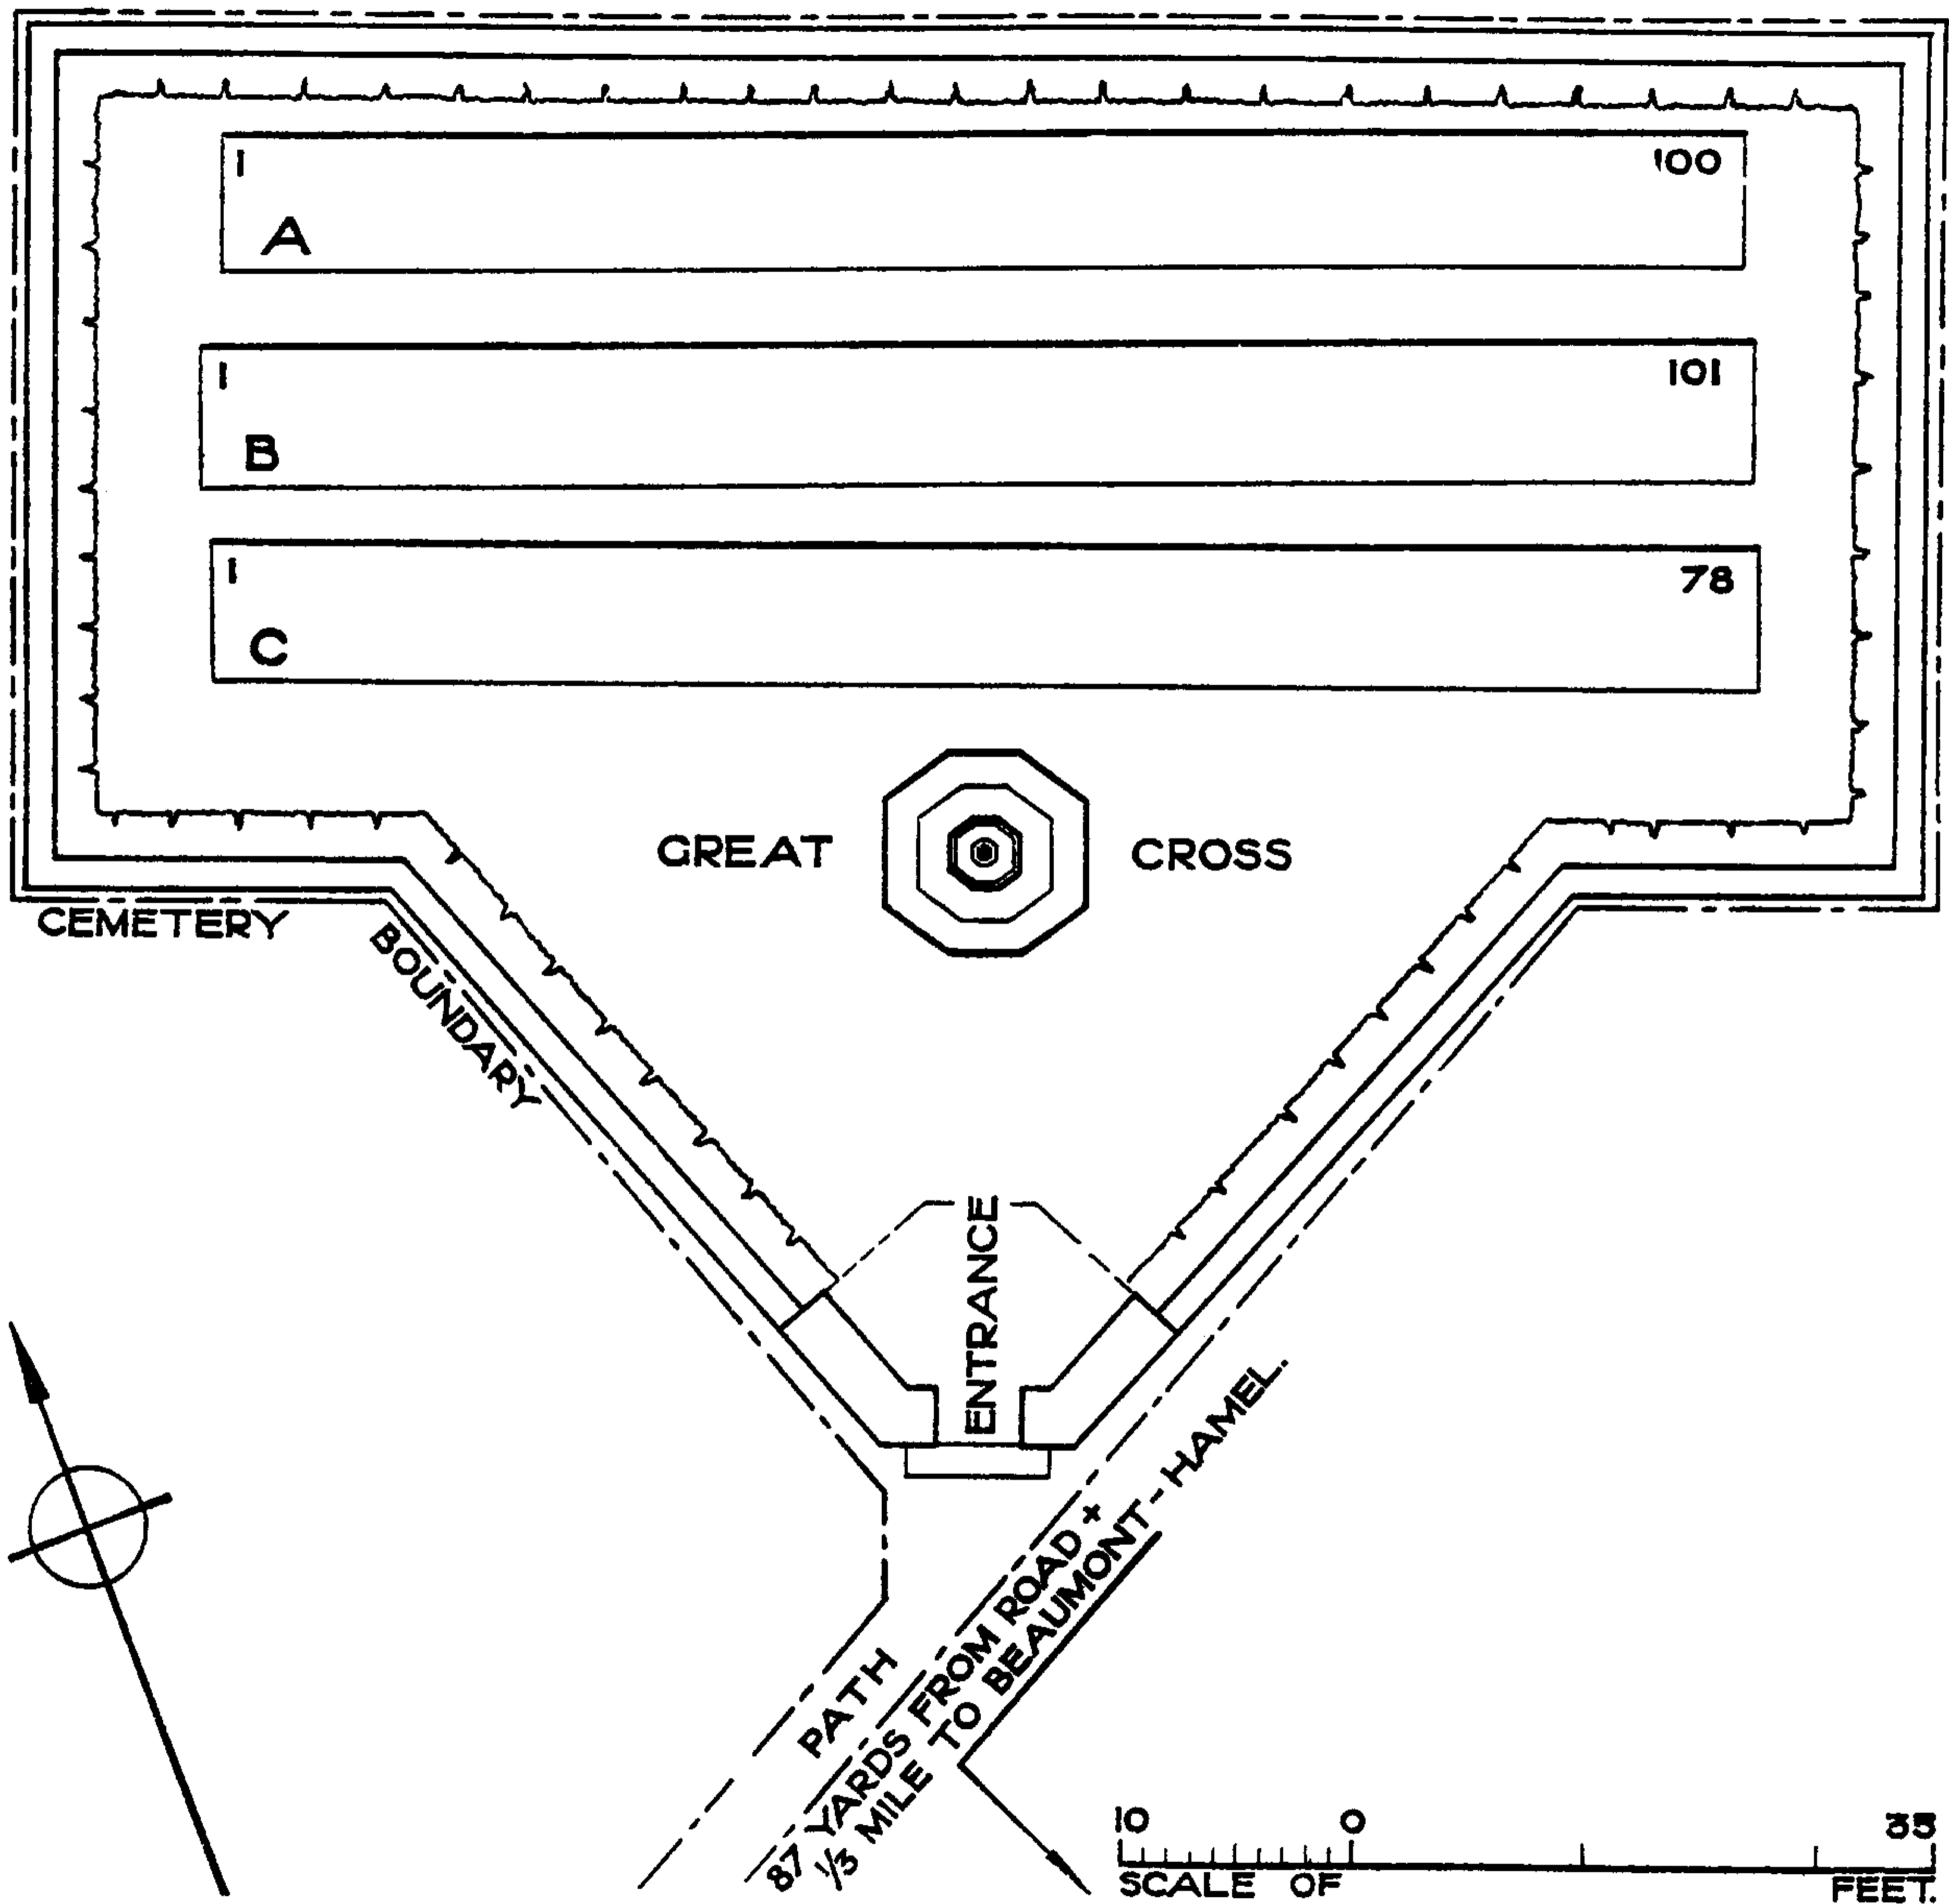 1 100
A
1 101
B
1 78
C
GREAT CROSS
CEMETERY BOUNDARY
ENTRANCE
PATH
87 YARDS FROM ROAD +
1/3 MILE TO BEAUMONT - HAMEL.
10 0 35
SCALE OF FEET.